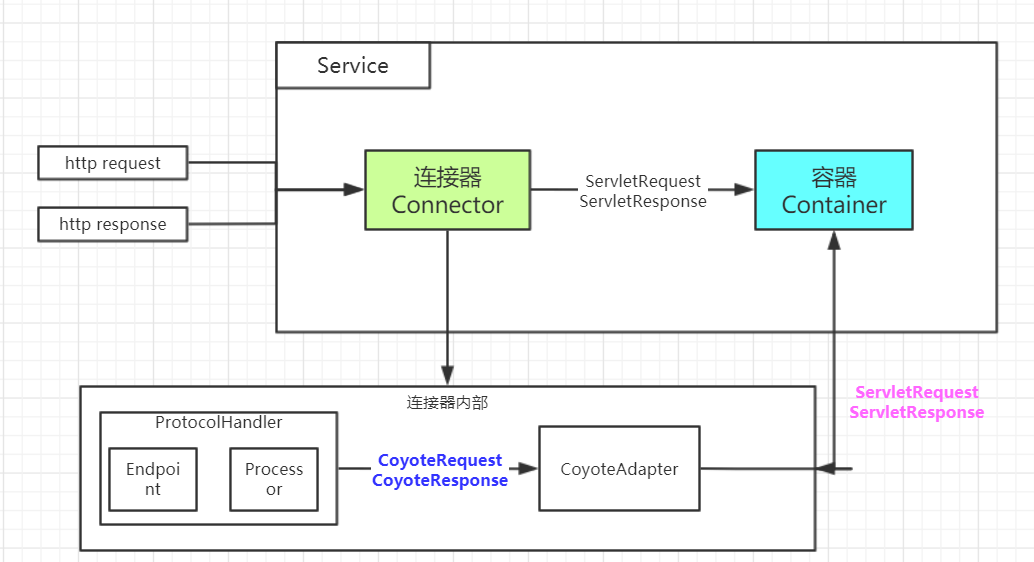 Service
http request
http response
连接器
Connector
ServletRequest
ServletResponse
容器
Container
连接器内部
ProtocolHandler
Endpoi
nt
Process
or
CoyoteRequest
CoyoteResponse
CoyoteAdapter
ServletRequest
ServletResponse